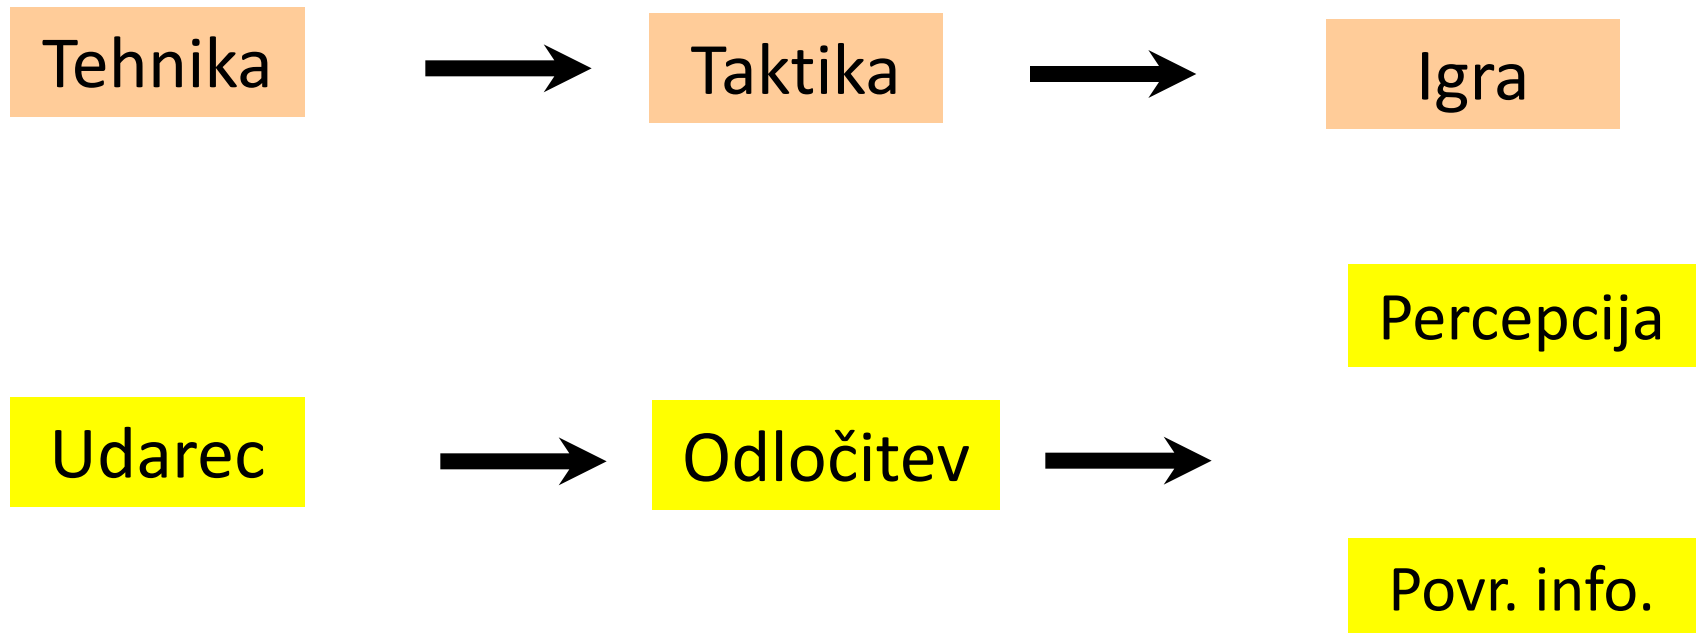 Tehnika
Taktika
Igra
Percepcija
Udarec
Odločitev
Povr. info.